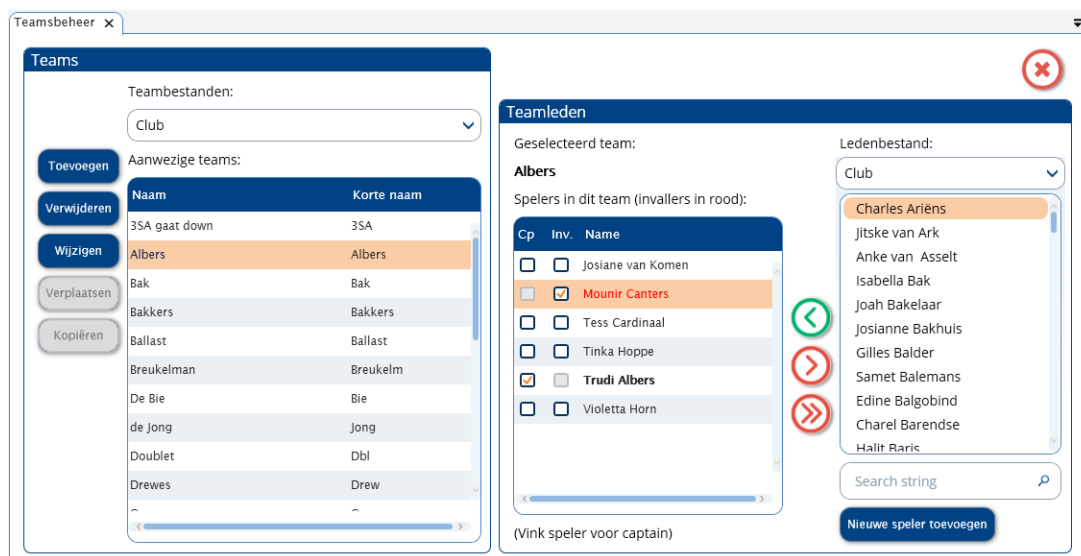 Teamsbeheer
Teams
Teambestanden:
Club
Toevoegen
Verwijderen
Wijzigen
Verplaatsen
Kopiëren
Aanwezige teams:
Naam Korte naam
3SA gaat down 3SA
Albers Albers
Bak Bak
Bakkers Bakkers
Ballast Ballast
Breukelman Breukelm
De Bie Bie
de Jong Jong
Doublet Dbl
Drewes Drew
Teamleden
Geselecteerd team:
Albers
Spelers in dit team (invallers in rood):
Cp Inv. Name
Josiane van Komen
Mounir Canters
Tess Cardinaal
Tinka Hoppe
Trudi Albers
Violetta Horn
(Vink speler voor captain)
Ledenbestand:
Club
Charles Ariëns
Jitske van Ark
Anke van  Asselt
Isabella Bak
Joah Bakelaar
Josianne Bakhuis
Gilles Balder
Samet Balemans
Edine Balgobind
Charel Barendse
Halit Baris
Search string
Nieuwe speler toevoegen